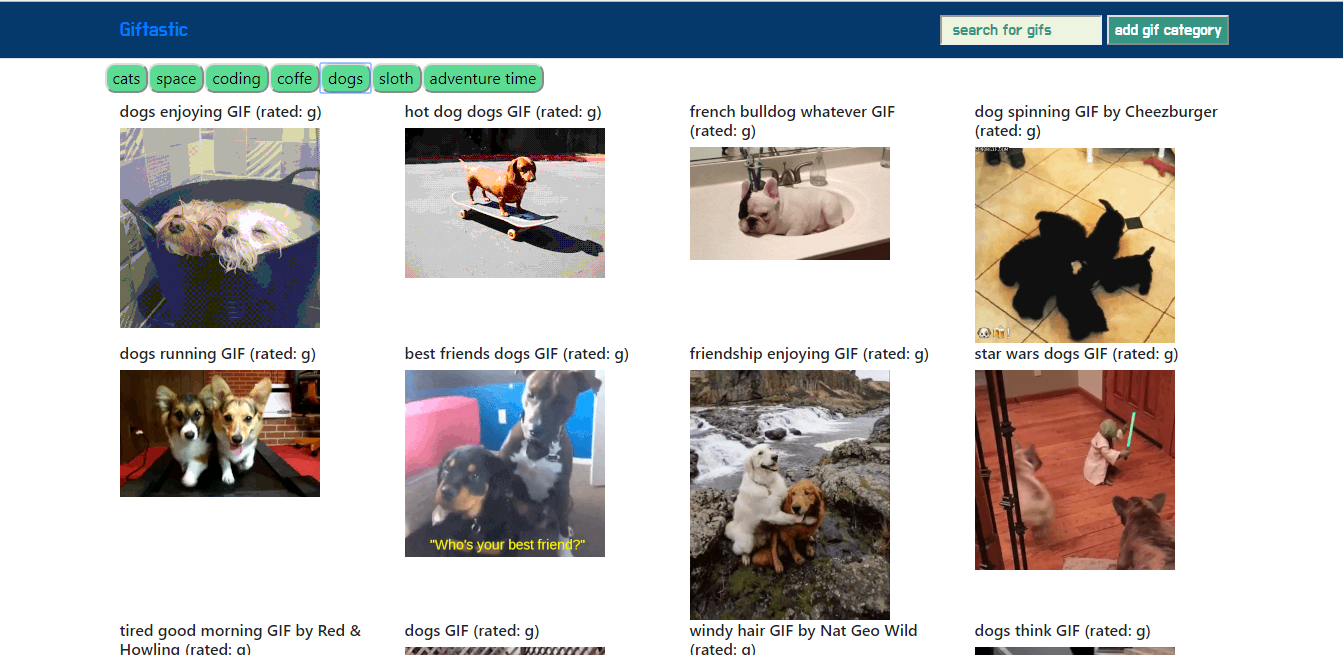 Giftastic
search for gifs
add gif category
cats space coding coffe dogs sloth adventure time
dogs enjoying GIF (rated: g)
hot dog dogs GIF (rated: g)
french bulldog whatever GIF
(rated: g)
dog spinning GIF by Cheezburger
(rated: g)
dogs running GIF (rated: g)
best friends dogs GIF (rated: g)
"Who's your best friend?"
friendship enjoying GIF (rated: g)
star wars dogs GIF (rated: g)
tired good morning GIF by Red &
Howling (rated: g)
dogs GIF (rated: g)
windy hair GIF by Nat Geo Wild
(rated: g)
dogs think GIF (rated: g)